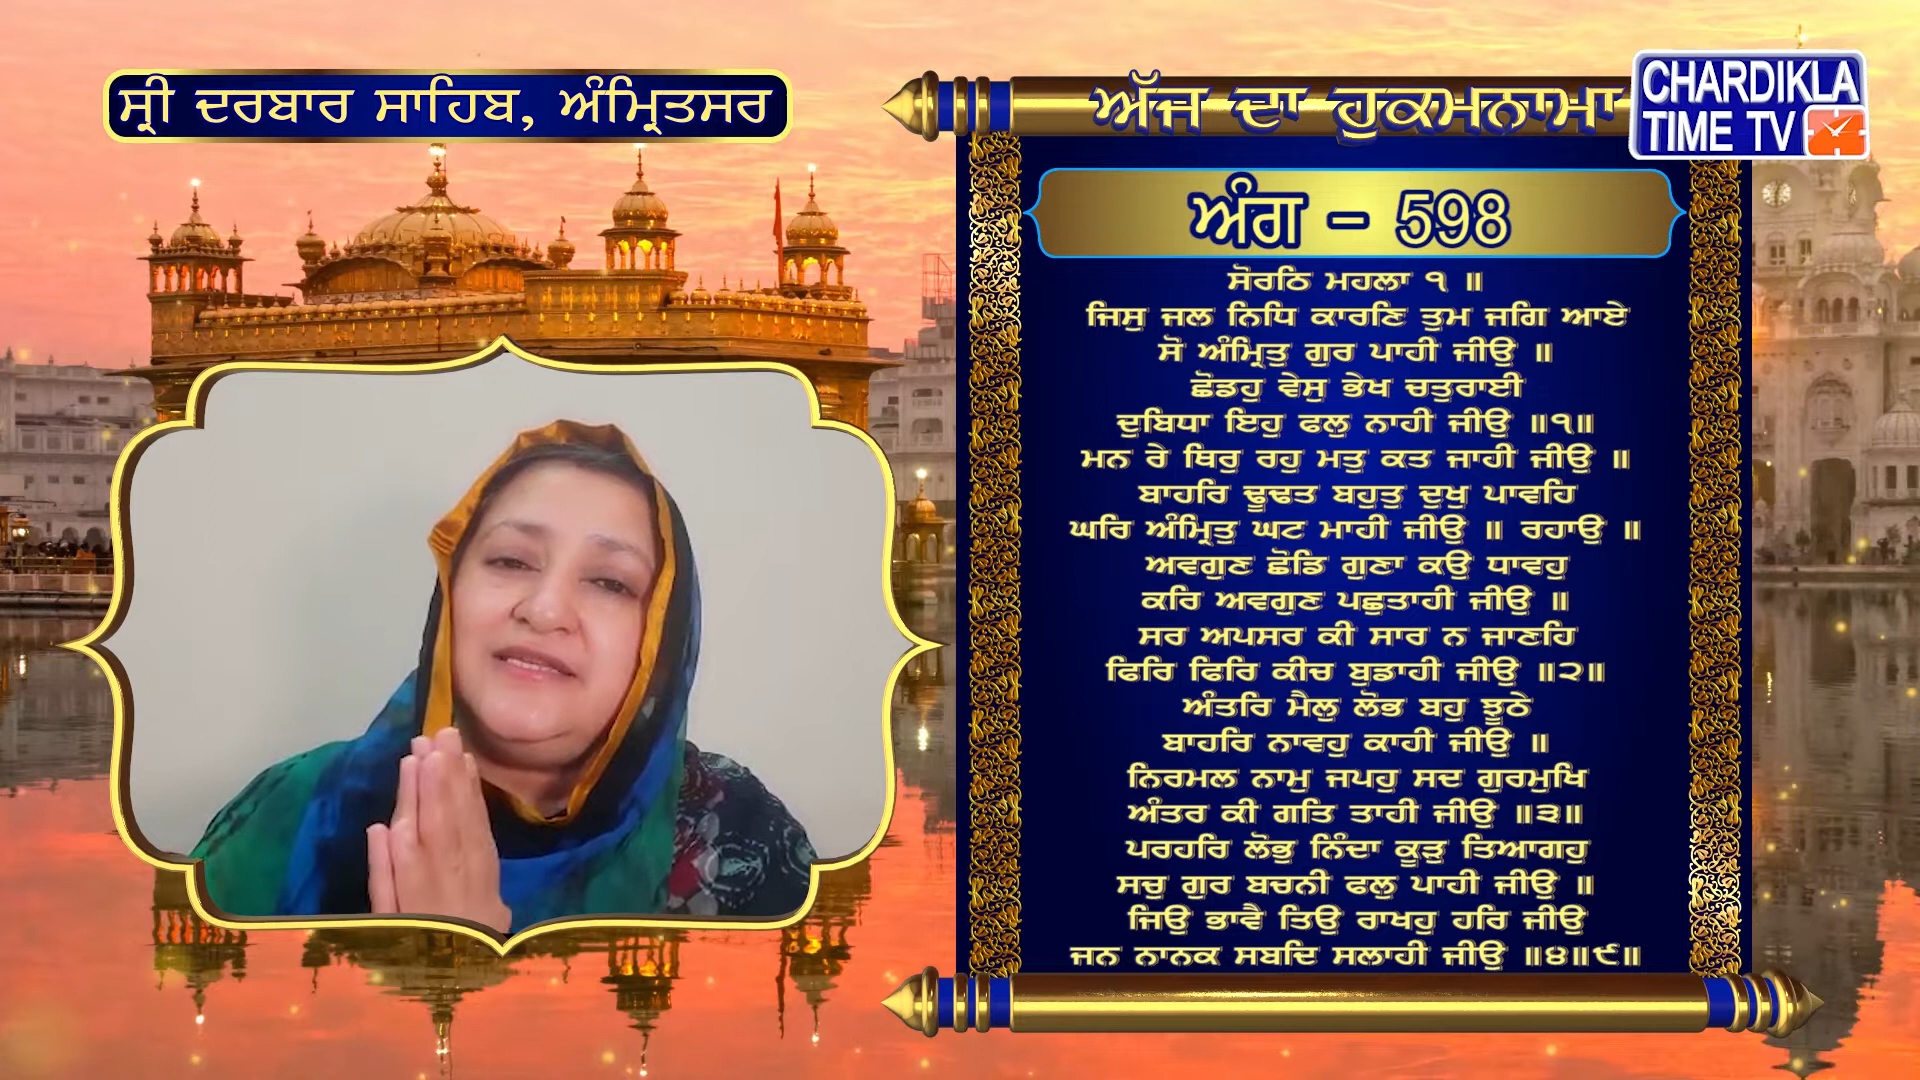 ਸ੍ਰੀ ਦਰਬਾਰ ਸਾਹਿਬ, ਅੰਮ੍ਰਿਤਸਰ
ਅੱਜ ਦਾ ਹੁਕਮਨਾਮਾ
CHARDIKLA
TIME TV
ਅੰਗ - 598
ਸੋਰਠਿ ਮਹਲਾ ੧ ॥
ਜਿਸੁ ਜਲ ਨਿਧਿ ਕਾਰਣਿ ਤੁਮ ਜਗਿ ਆਏ
ਸੋ ਅੰਮ੍ਰਿਤੁ ਗੁਰ ਪਾਹੀ ਜੀਉ ॥
ਛੋਡਹੁ ਵੇਸੁ ਭੇਖ ਚਤੁਰਾਈ
ਦੁਬਿਧਾ ਇਹੁ ਫਲੁ ਨਾਹੀ ਜੀਉ ॥੧॥
ਮਨ ਰੇ ਥਿਰੁ ਰਹੁ ਮਤੁ ਕਤ ਜਾਹੀ ਜੀਉ ॥
ਬਾਹਰਿ ਢੂਢਤ ਬਹੁਤੁ ਦੁਖੁ ਪਾਵਹਿ
ਘਰਿ ਅੰਮ੍ਰਿਤੁ ਘਟ ਮਾਹੀ ਜੀਉ ॥ ਰਹਾਉ ॥
ਅਵਗੁਣ ਛੋਡਿ ਗੁਣਾ ਕਉ ਧਾਵਹੁ
ਕਰਿ ਅਵਗੁਣ ਪਛੁਤਾਹੀ ਜੀਉ ॥
ਸਰ ਅਪਸਰ ਕੀ ਸਾਰ ਨ ਜਾਣਹਿ
ਫਿਰਿ ਫਿਰਿ ਕੀਚ ਬੁਡਾਹੀ ਜੀਉ ॥੨॥
ਅੰਤਰਿ ਮੈਲੁ ਲੋਭ ਬਹੁ ਝੂਠੇ
ਬਾਹਰਿ ਨਾਵਹੁ ਕਾਹੀ ਜੀਉ ॥
ਨਿਰਮਲ ਨਾਮੁ ਜਪਹੁ ਸਦ ਗੁਰਮੁਖਿ
ਅੰਤਰ ਕੀ ਗਤਿ ਤਾਹੀ ਜੀਉ ॥੩॥
ਪਰਹਰਿ ਲੋਭੁ ਨਿੰਦਾ ਕੂੜੁ ਤਿਆਗਹੁ
ਸਚੁ ਗੁਰ ਬਚਨੀ ਫਲੁ ਪਾਹੀ ਜੀਉ ॥
ਜਿਉ ਭਾਵੈ ਤਿਉ ਰਾਖਹੁ ਹਰਿ ਜੀਉ
ਜਨ ਨਾਨਕ ਸਬਦਿ ਸਲਾਹੀ ਜੀਉ ॥੪॥੯॥